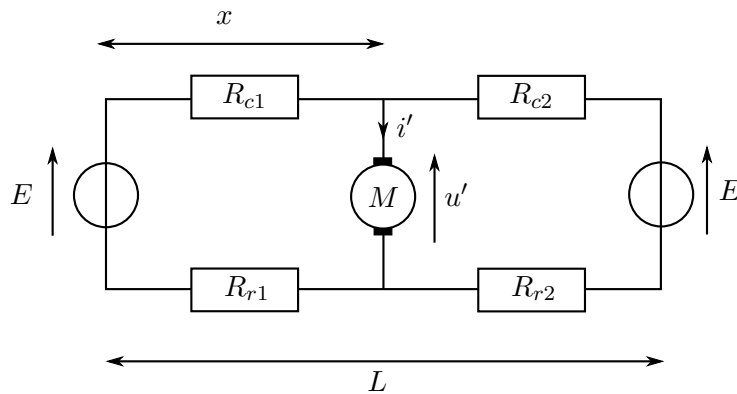 x
R_{c1} R_{c2}
i'
E M u' E
R_{r1} R_{r2}
L